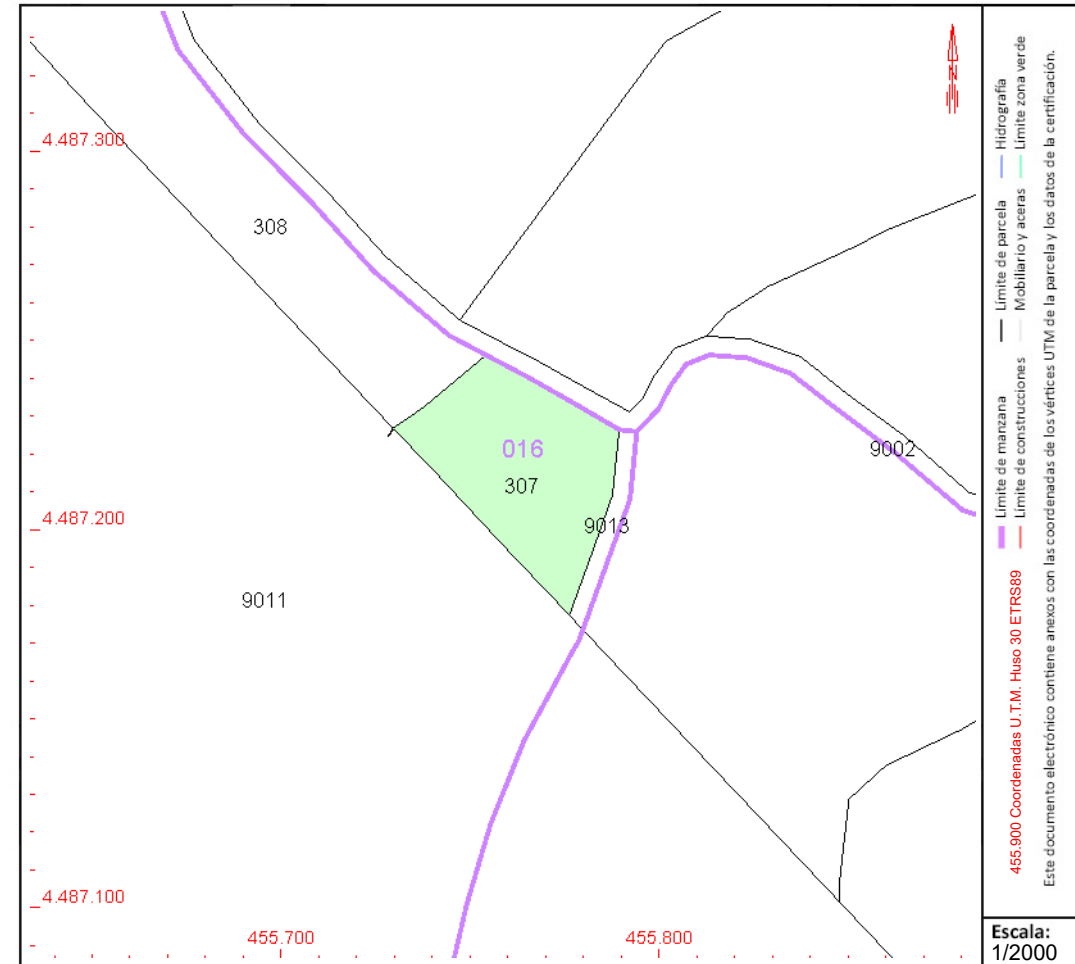 4.487.300
308
016
307
9002
4.487.200
9013
9011
4.487.100
455.700
455.800
N
Límite de manzana
Límite de parcela
Hidrografía
Límite de construcciones
Mobiliario y aceras
Límite zona verde
455.900 Coordenadas U.T.M. Huso 30 ETRS89
Este documento electrónico contiene anexos con las coordenadas de los vértices UTM de la parcela y los datos de la certificación.
Escala:
1/2000